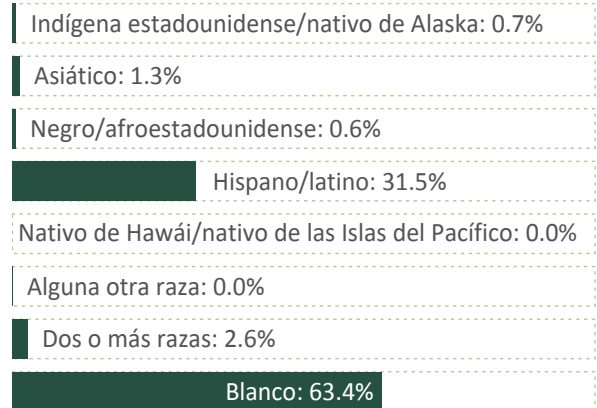 Indígena estadounidense/nativo de Alaska: 0.7%
Asiático: 1.3%
Negro/afroestadounidense: 0.6%
Hispano/latino: 31.5%
Nativo de Hawái/nativo de las Islas del Pacífico: 0.0%
Alguna otra raza: 0.0%
Dos o más razas: 2.6%
Blanco: 63.4%